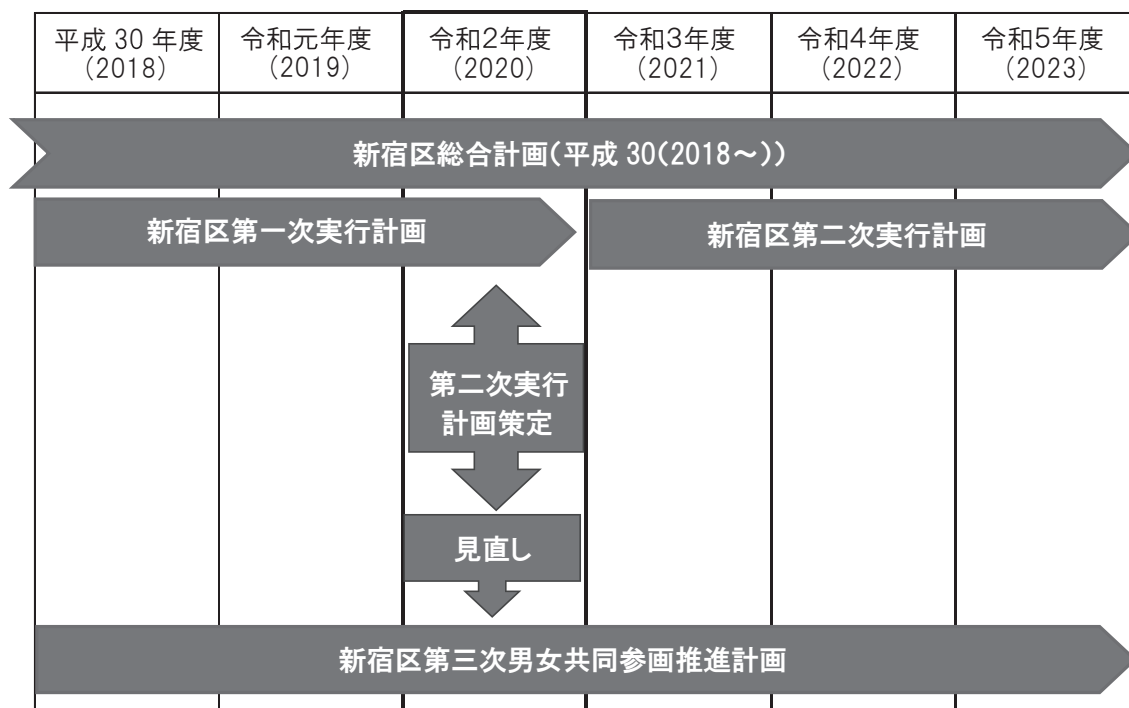 平成 30 年度
(2018)
令和元年度
(2019)
令和2年度
(2020)
令和3年度
(2021)
令和4年度
(2022)
令和5年度
(2023)
新宿区総合計画(平成 30(2018～))
新宿区第一次実行計画
新宿区第二次実行計画
第二次実行
計画策定
見直し
新宿区第三次男女共同参画推進計画